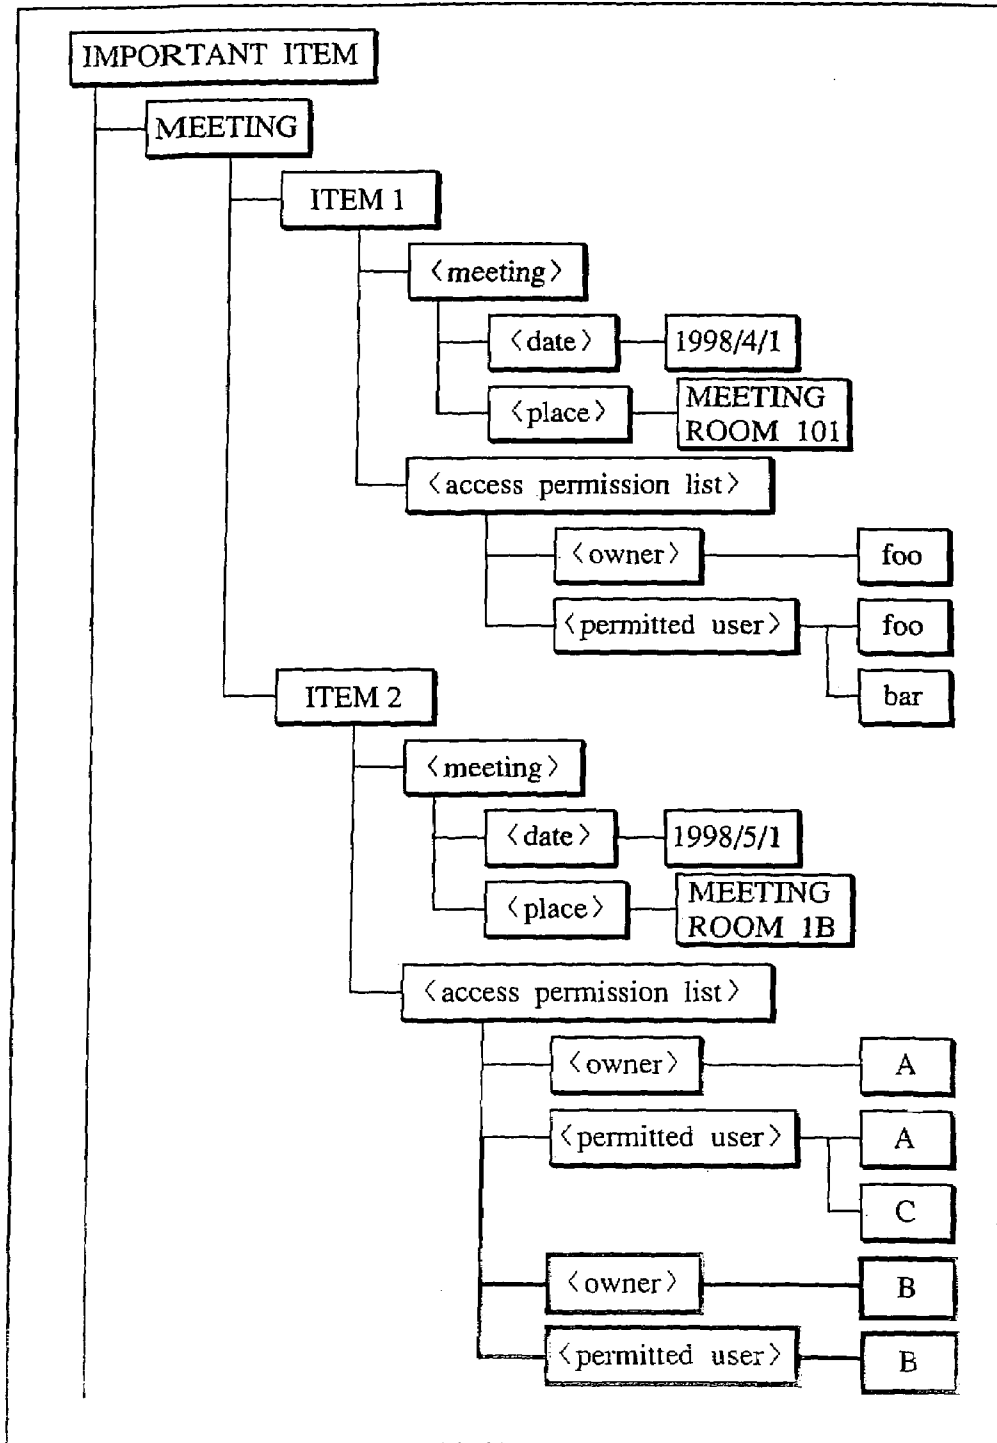 IMPORTANT ITEM
MEETING
ITEM 1
〈meeting〉
〈date〉 1998/4/1
〈place〉 MEETING
ROOM 101
〈access permission list〉
〈owner〉 foo
〈permitted user〉 foo
bar
ITEM 2
〈meeting〉
〈date〉 1998/5/1
〈place〉 MEETING
ROOM 1B
〈access permission list〉
〈owner〉 A
〈permitted user〉 A
C
〈owner〉 B
〈permitted user〉 B